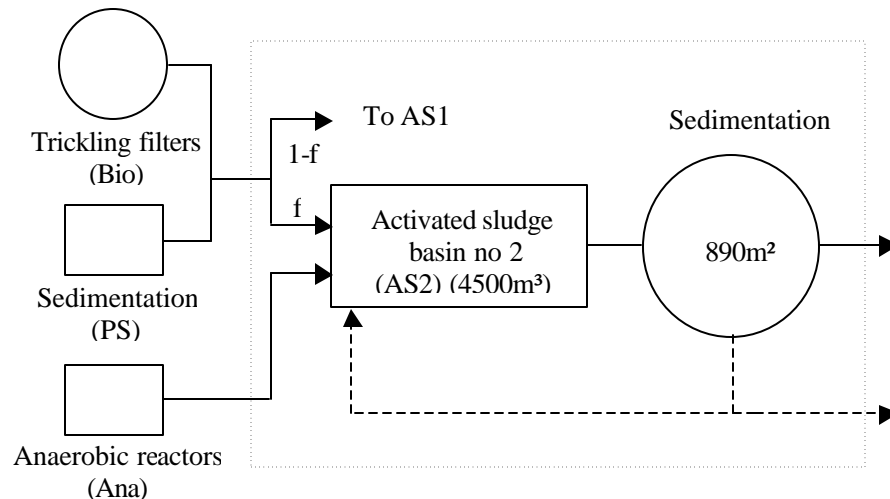 To AS1
Sedimentation
Trickling filters
(Bio)
1-f
f
Activated sludge
basin no 2
(AS2) (4500m³)
890m²
Sedimentation
(PS)
Anaerobic reactors
(Ana)